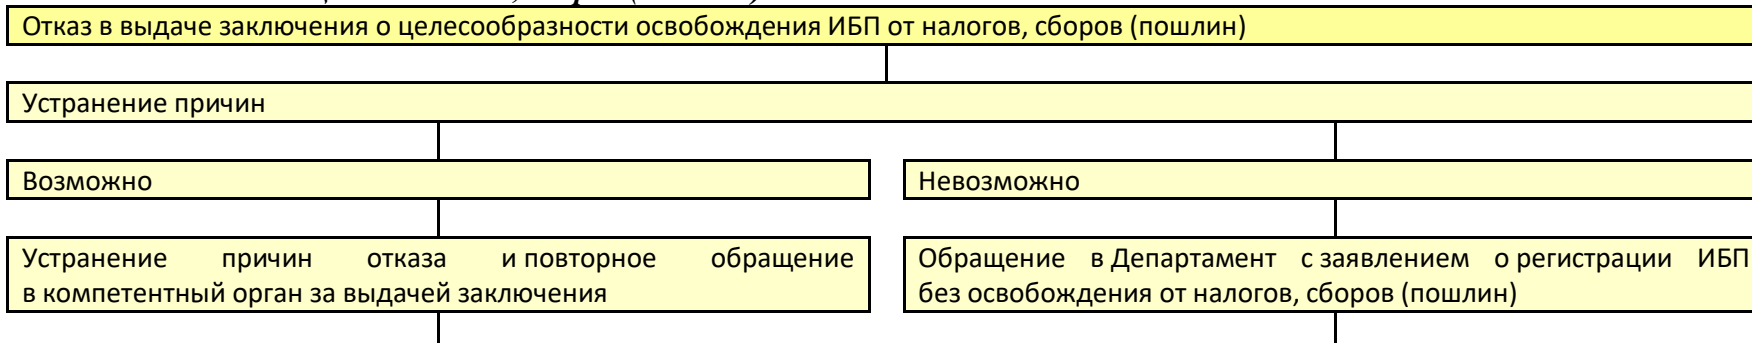 Отказ в выдаче заключения о целесообразности освобождения ИБП от налогов, сборов (пошлин)
Устранение причин
Возможно
Невозможно
Устранение причин отказа и повторное обращение
в компетентный орган за выдачей заключения
Обращение в Департамент с заявлением о регистрации ИБП
без освобождения от налогов, сборов (пошлин)